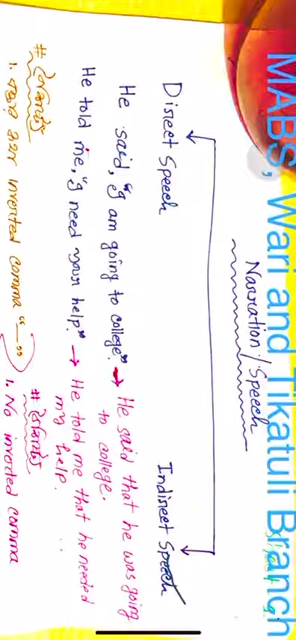 MABS, Wari and Tikatuli Branch
Narration/Speech
Direct Speech Indirect Speech
He said, "I am going to college" → He said that he was going to college.
He told me, "I need your help" → He told me that he needed my help.
# #
1. inverted comma "_" 1. No inverted comma